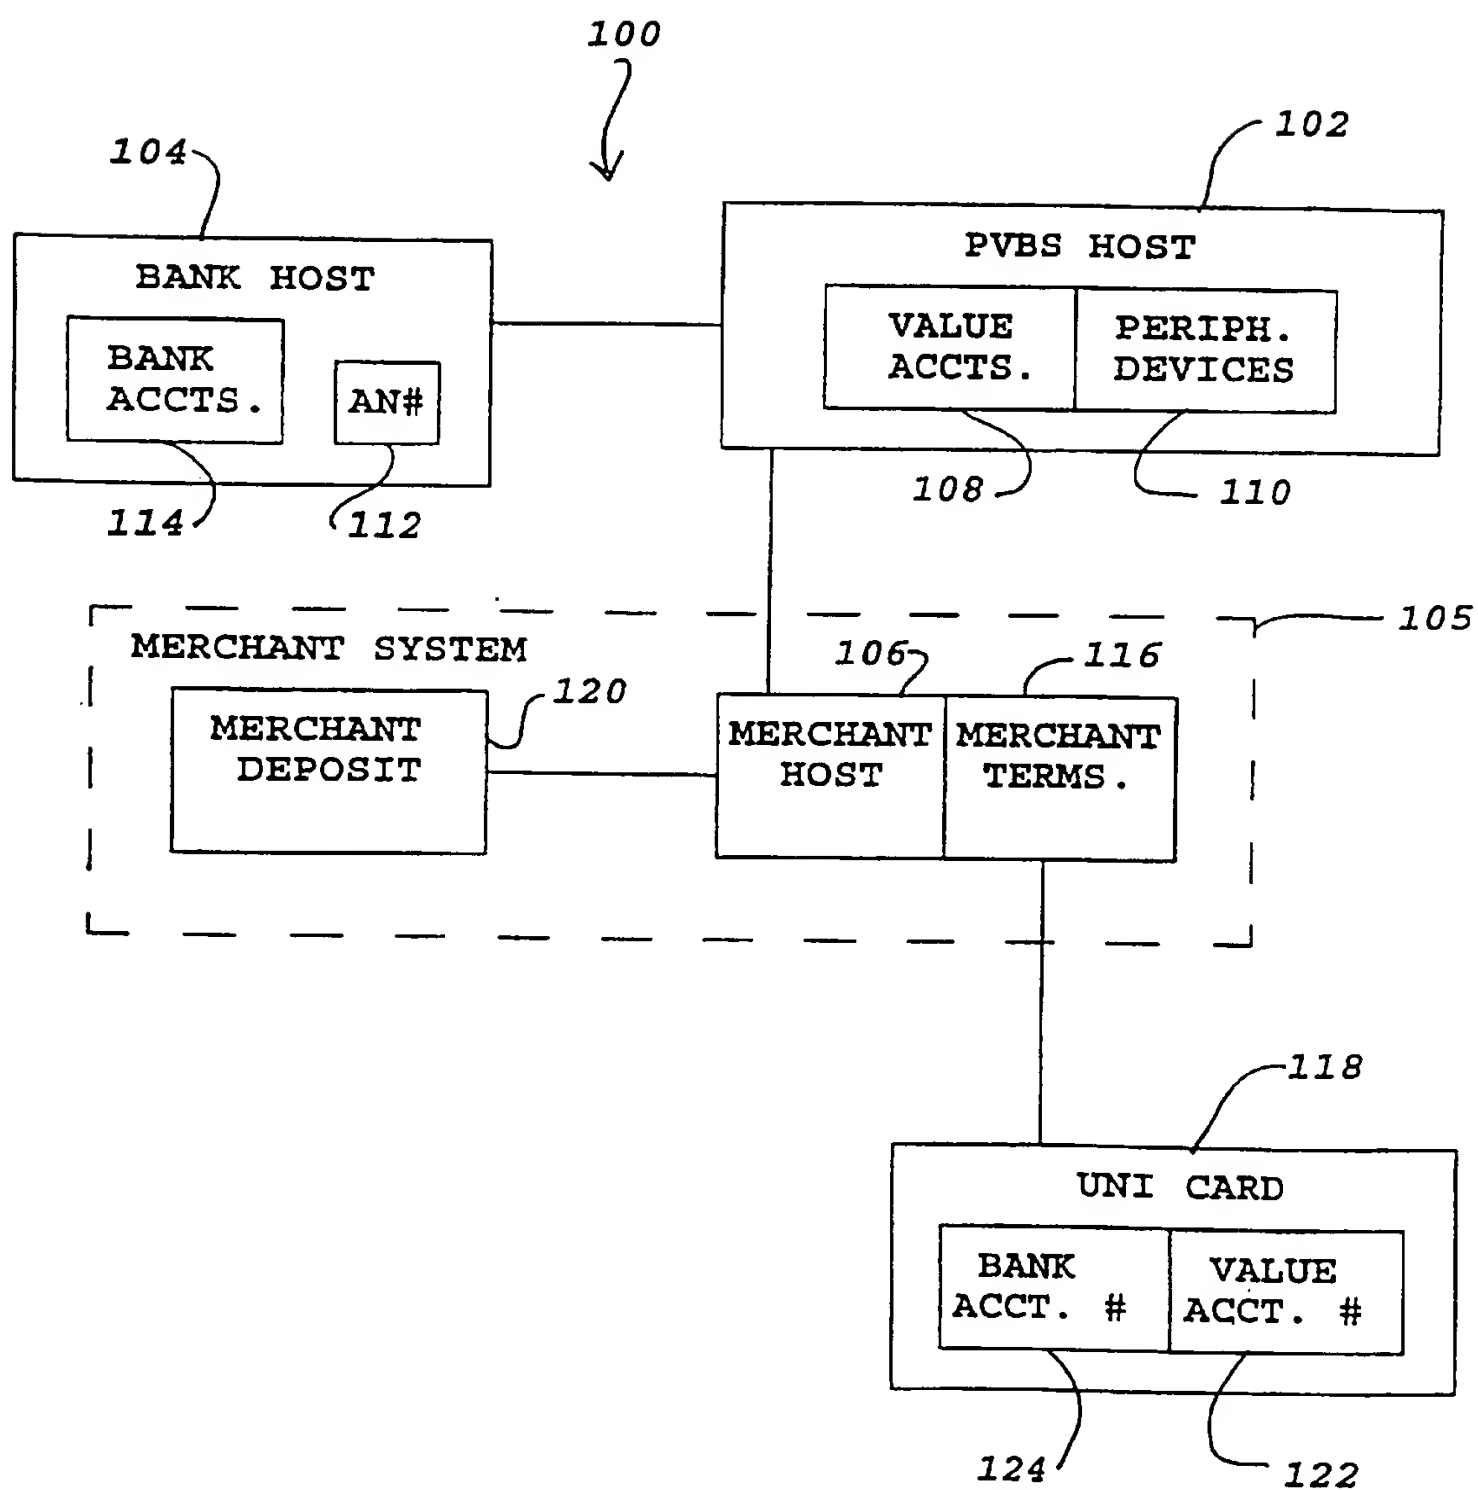 100
102
104
PVBS HOST
BANK HOST
VALUE
ACCTS.
PERIPH.
DEVICES
BANK
ACCTS.
AN#
108
110
114
112
105
MERCHANT SYSTEM
106
116
120
MERCHANT
DEPOSIT
MERCHANT
HOST
MERCHANT
TERMS.
118
UNI CARD
BANK
ACCT. #
VALUE
ACCT. #
124
122